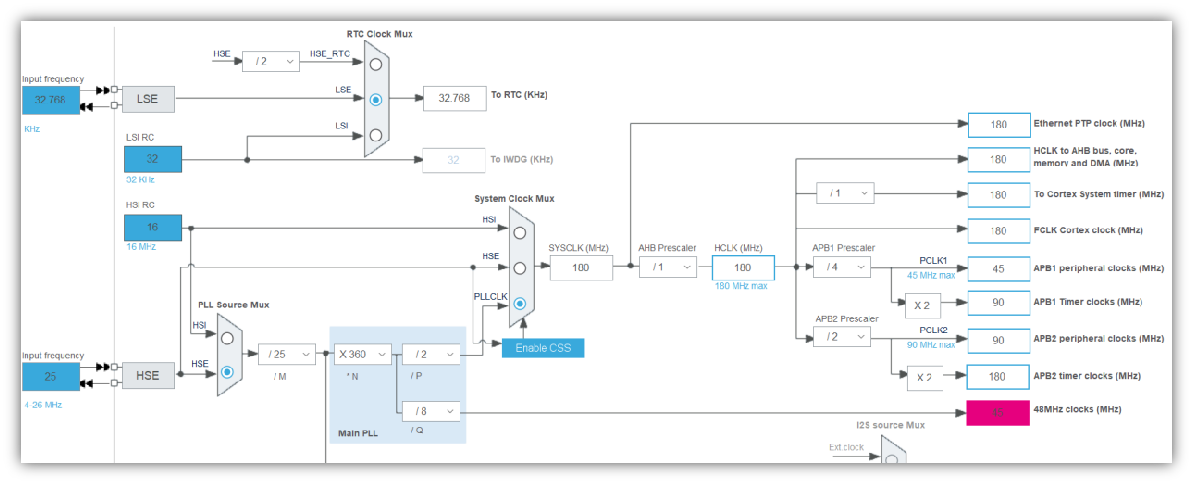 RTC Clock Mux
HSE
/ 2
HSE_RTC
Input frequency
32.768
KHz
LSE
LSE
32.768
To RTC (KHz)
LSI
LSI RC
32
32 KHz
32
To IWDG (KHz)
180
Ethernet PTP clock (MHz)
180
HCLK to AHB bus, core,
memory and DMA (MHz)
/ 1
180
To Cortex System timer (MHz)
180
FCLK Cortex clock (MHz)
HSI RC
16
16 MHz
System Clock Mux
HSI
HSE
PLLCLK
SYSCLK (MHz)
180
AHB Prescaler
/ 1
HCLK (MHz)
180
180 MHz max
APB1 Prescaler
/ 4
PCLK1
45 MHz max
45
APB1 peripheral clocks (MHz)
X 2
90
APB1 Timer clocks (MHz)
APB2 Prescaler
/ 2
PCLK2
90 MHz max
90
APB2 peripheral clocks (MHz)
X 2
180
APB2 timer clocks (MHz)
PLL Source Mux
HSI
HSE
Input frequency
25
4-26 MHz
HSE
/ 25
/ M
X 360
* N
/ 2
/ P
/ 8
/ Q
Main PLL
Enable CSS
48MHz clocks (MHz)
I2S source Mux
Ext.clock